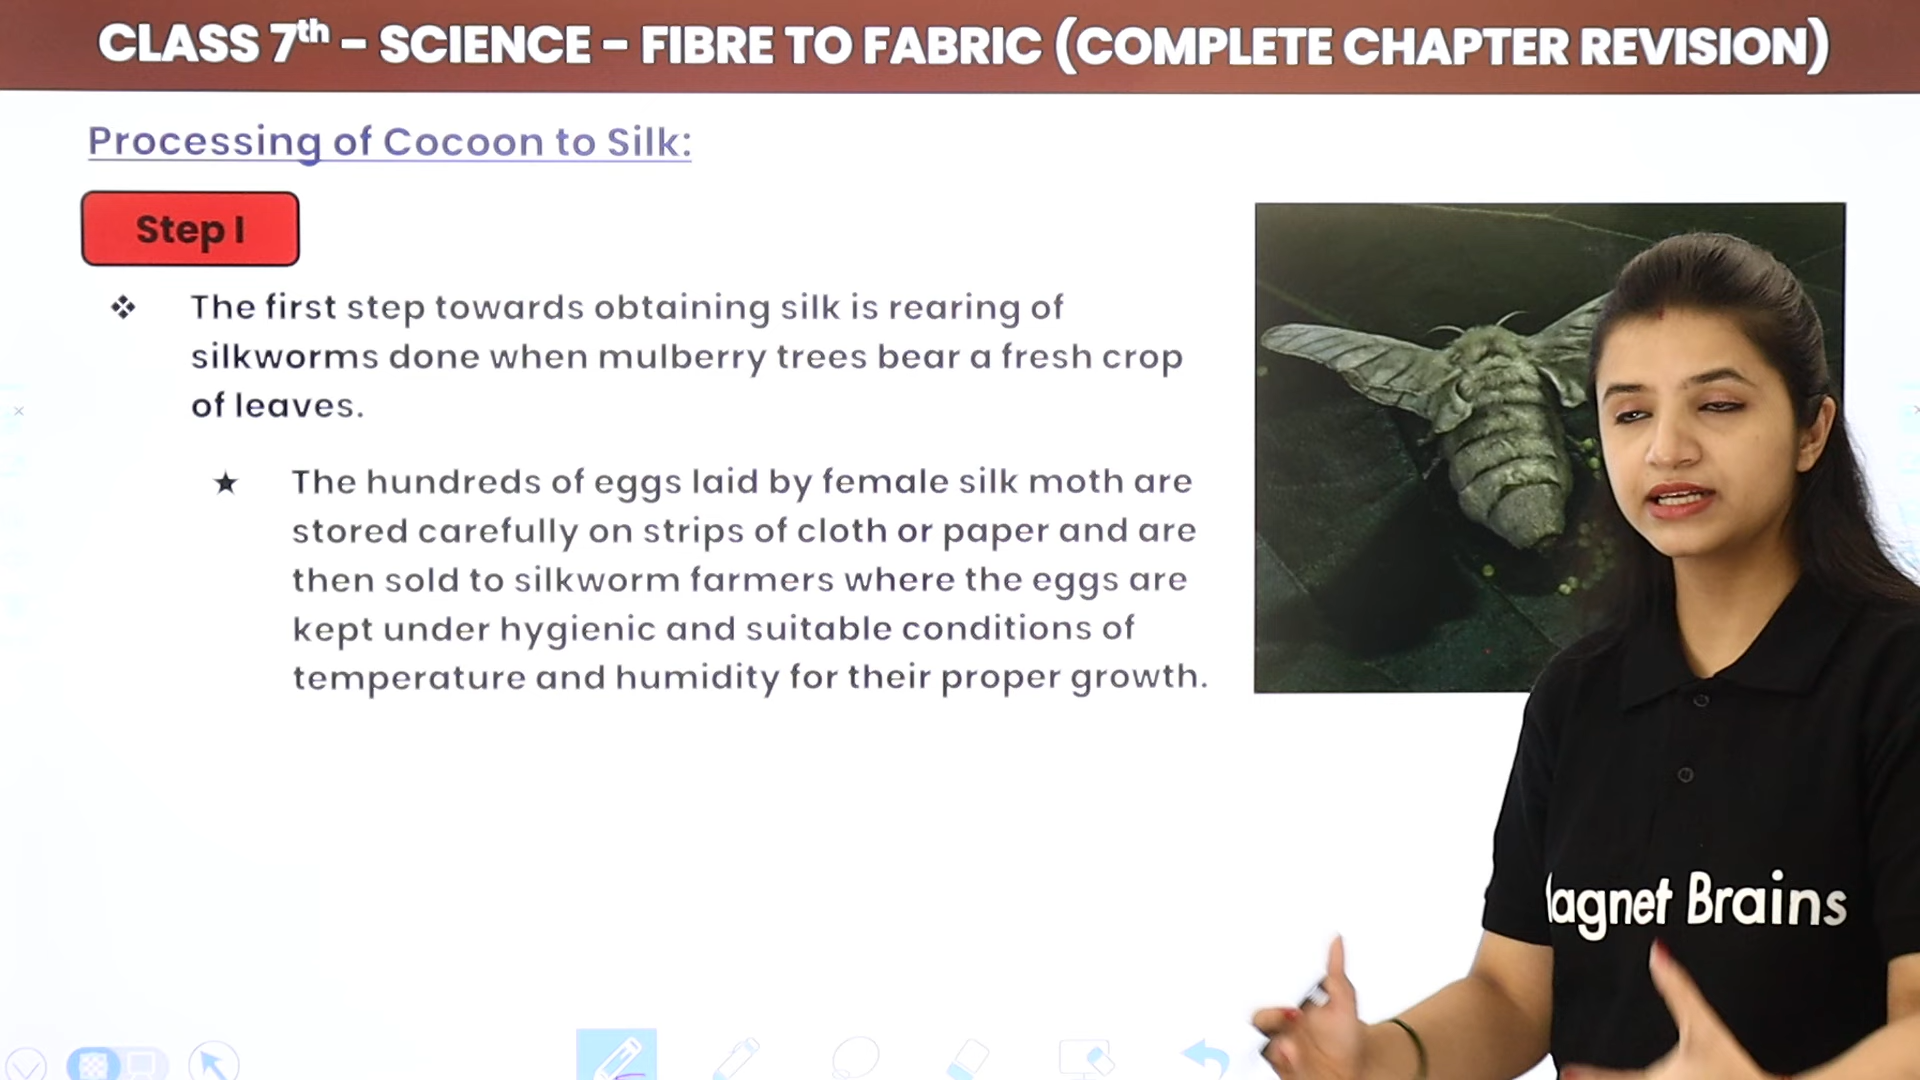 CLASS 7th – SCIENCE – FIBRE TO FABRIC (COMPLETE CHAPTER REVISION)
Processing of Cocoon to Silk:
Step I
❖ The first step towards obtaining silk is rearing of
silkworms done when mulberry trees bear a fresh crop
of leaves.
★ The hundreds of eggs laid by female silk moth are
stored carefully on strips of cloth or paper and are
then sold to silkworm farmers where the eggs are
kept under hygienic and suitable conditions of
temperature and humidity for their proper growth.
agnet Brains